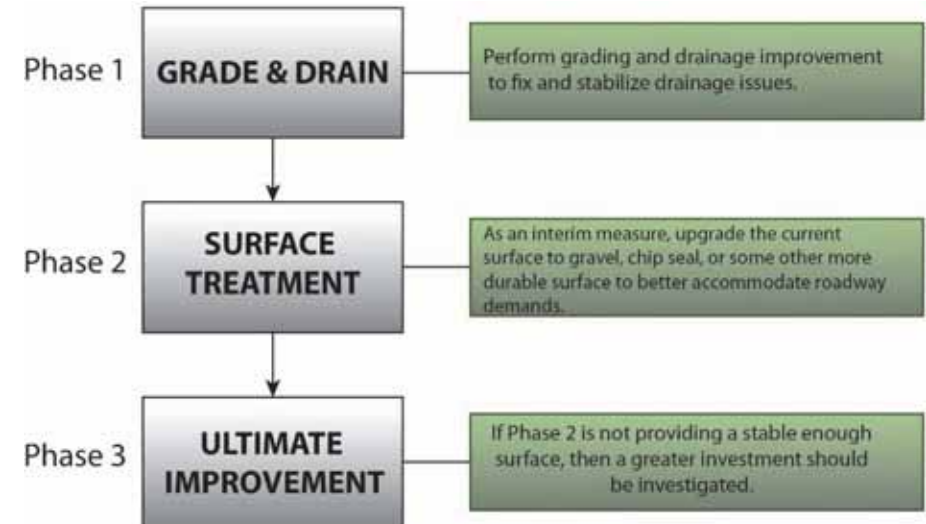 Phase 1
GRADE & DRAIN
Perform grading and drainage improvement
to fix and stabilize drainage issues.
Phase 2
SURFACE
TREATMENT
As an interim measure, upgrade the current
surface to gravel, chip seal, or some other more
durable surface to better accommodate roadway
demands.
Phase 3
ULTIMATE
IMPROVEMENT
If Phase 2 is not providing a stable enough
surface, then a greater investment should
be investigated.